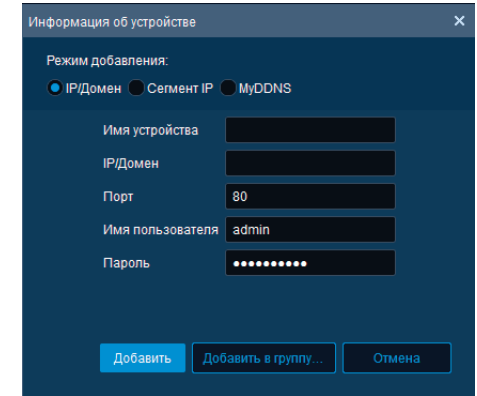 Информация об устройстве
Режим добавления:
IP/Домен Сегмент IP MyDDNS
Имя устройства
IP/Домен
Порт 80
Имя пользователя admin
Пароль ••••••••••
Добавить Добавить в группу... Отмена